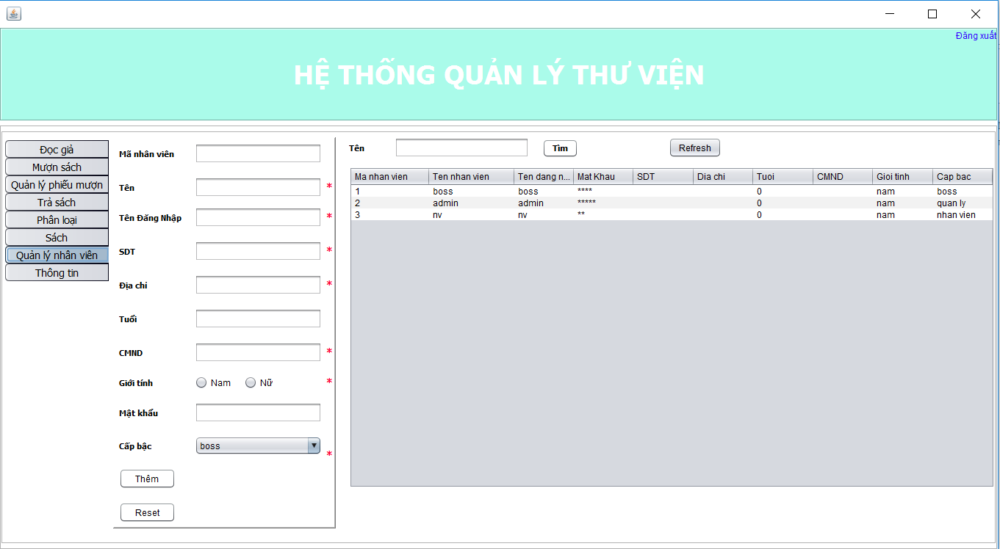 Đăng xuất
HỆ THỐNG QUẢN LÝ THƯ VIỆN
Đọc giả
Mượn sách
Quản lý phiếu mượn
Trả sách
Phân loại
Sách
Quản lý nhân viên
Thông tin
Mã nhân viên
Tên *
Tên Đăng Nhập *
SDT *
Địa chỉ *
Tuổi
CMND *
Giới tính Nam Nữ *
Mật khẩu
Cấp bậc boss *
Thêm
Reset
Tên Tìm Refresh
Ma nhan vien Ten nhan vien Ten dang n... Mat Khau SDT Dia chi Tuoi CMND Gioi tinh Cap bac
1 boss boss **** 0 nam boss
2 admin admin ***** 0 nam quan ly
3 nv nv ** 0 nam nhan vien